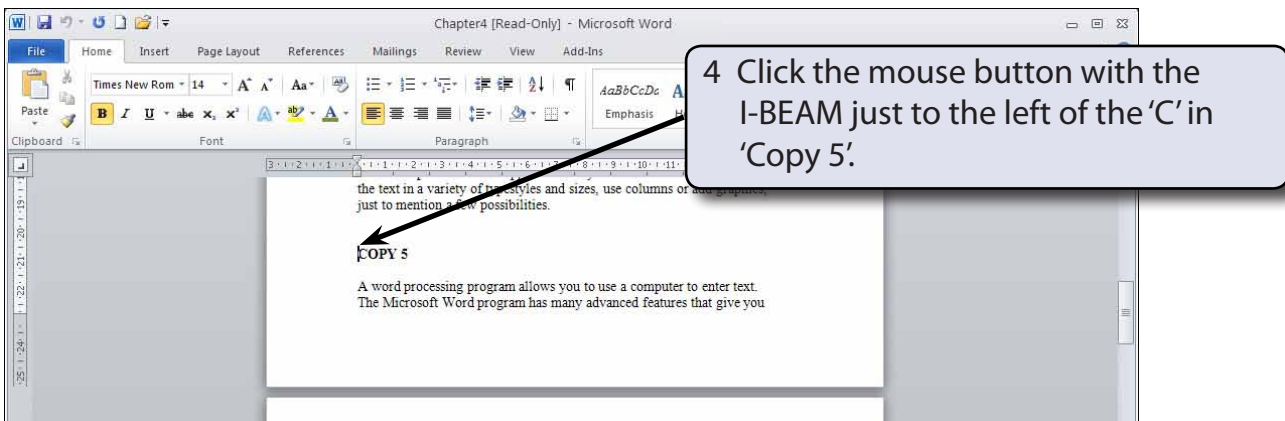 Chapter4 [Read-Only] - Microsoft Word
File Home Insert Page Layout References Mailings Review View Add-Ins
4 Click the mouse button with the
I-BEAM just to the left of the ‘C’ in
‘Copy 5’.
Paste
Times New Rom 14
AaBbCcDc
Emphasis
Clipboard Font Paragraph
the text in a variety of typestyles and sizes, use columns or add graphics,
just to mention a few possibilities.
COPY 5
A word processing program allows you to use a computer to enter text.
The Microsoft Word program has many advanced features that give you